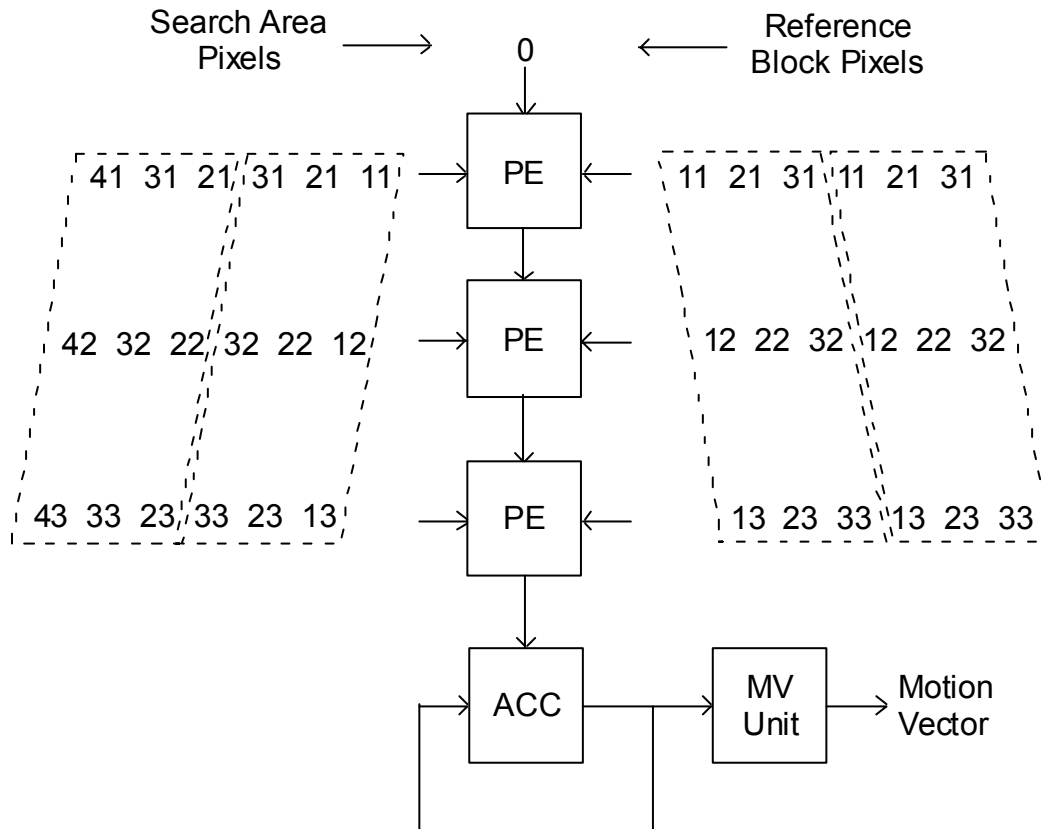 Search Area
Pixels
0
Reference
Block Pixels
PE
41 31 21 31 21 11
11 21 31 11 21 31
PE
42 32 22 32 22 12
12 22 32 12 22 32
PE
43 33 23 33 23 13
13 23 33 13 23 33
ACC
MV
Unit
Motion
Vector